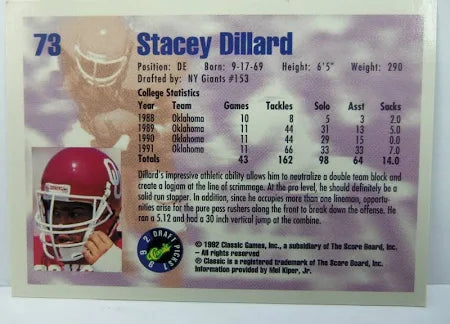 73 Stacey Dillard
Position: DE Born: 9-17-69 Height: 6'5" Weight: 290
Drafted by: NY Giants #153
College Statistics
Year Team Games Tackles Solo Asst Sacks
1988 Oklahoma 10 8 5 3 2.0
1989 Oklahoma 11 44 31 13 5.0
1990 Oklahoma 11 44 29 15 0.0
1991 Oklahoma 11 66 33 33 7.0
Totals 43 162 98 64 14.0
Dillard's impressive athletic ability allows him to neutralize a double team block and
create a logjam at the line of scrimmage. At the pro level, he should definitely be a
solid run stopper. In addition, since he occupies more than one lineman, opportu-
nities arise for the pure pass rushers along the front to break down the offense. He
ran a 5.12 and had a 30 inch vertical jump at the combine.
1992 DRAFT PICKS
Classic
© 1992 Classic Games, Inc., a subsidiary of The Score Board, Inc.
- All rights reserved
® Classic is a registered trademark of The Score Board, Inc.
Information provided by Mel Kiper, Jr.